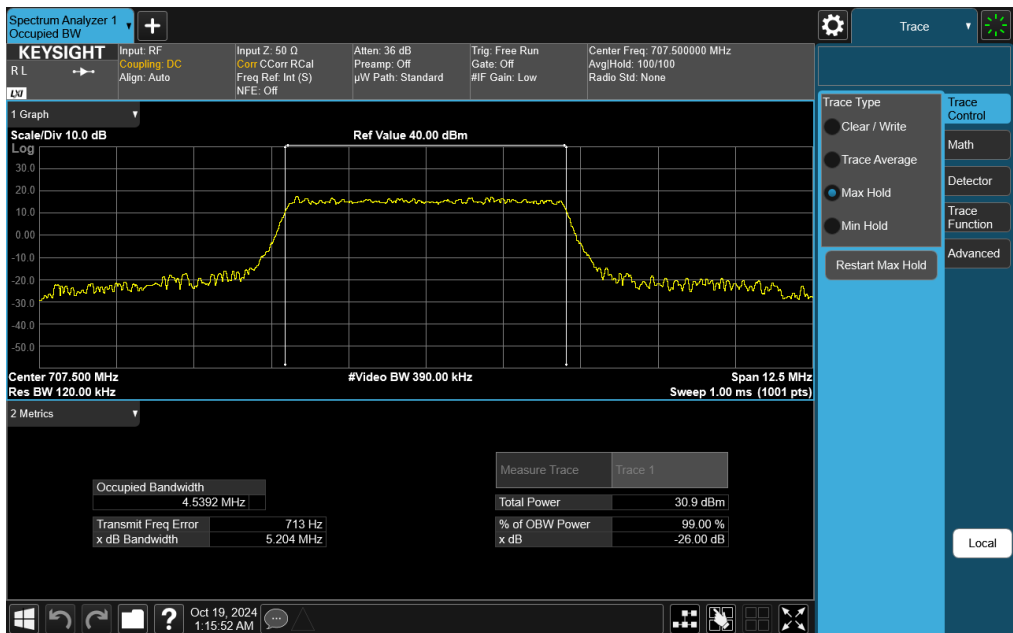 Spectrum Analyzer 1
Occupied BW
Trace
KEYSIGHT
R L
LXI
Input: RF
Coupling: DC
Align: Auto
Input Z: 50 Ω
Corr CCorr RCal
Freq Ref: Int (S)
NFE: Off
Atten: 36 dB
Preamp: Off
µW Path: Standard
Trig: Free Run
Gate: Off
#IF Gain: Low
Center Freq: 707.500000 MHz
Avg|Hold: 100/100
Radio Std: None
1 Graph
Scale/Div 10.0 dB
Ref Value 40.00 dBm
Log
30.0
20.0
10.0
0.00
-10.0
-20.0
-30.0
-40.0
-50.0
Center 707.500 MHz
#Video BW 390.00 kHz
Span 12.5 MHz
Res BW 120.00 kHz
Sweep 1.00 ms (1001 pts)
2 Metrics
Occupied Bandwidth
4.5392 MHz
Transmit Freq Error 713 Hz
x dB Bandwidth 5.204 MHz
Measure Trace Trace 1
Total Power 30.9 dBm
% of OBW Power 99.00 %
x dB -26.00 dB
Trace Type
Clear / Write
Trace Average
Max Hold
Min Hold
Restart Max Hold
Trace
Control
Math
Detector
Trace
Function
Advanced
Local
?
Oct 19, 2024
1:15:52 AM